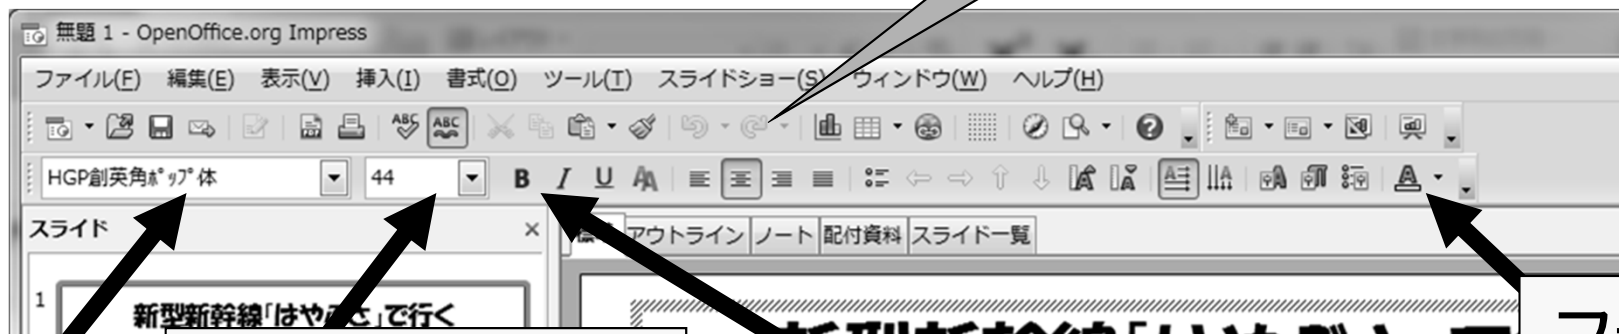 無題 1 - OpenOffice.org Impress
ファイル(F) 編集(E) 表示(V) 挿入(I) 書式(O) ツール(T) スライドショー(S) ウィンドウ(W) ヘルプ(H)
HGP創英角ﾎﾟｯﾌﾟ体 44
スライド
アウトライン ノート 配付資料 スライド一覧
1
新型新幹線「はやぶさ」で行く